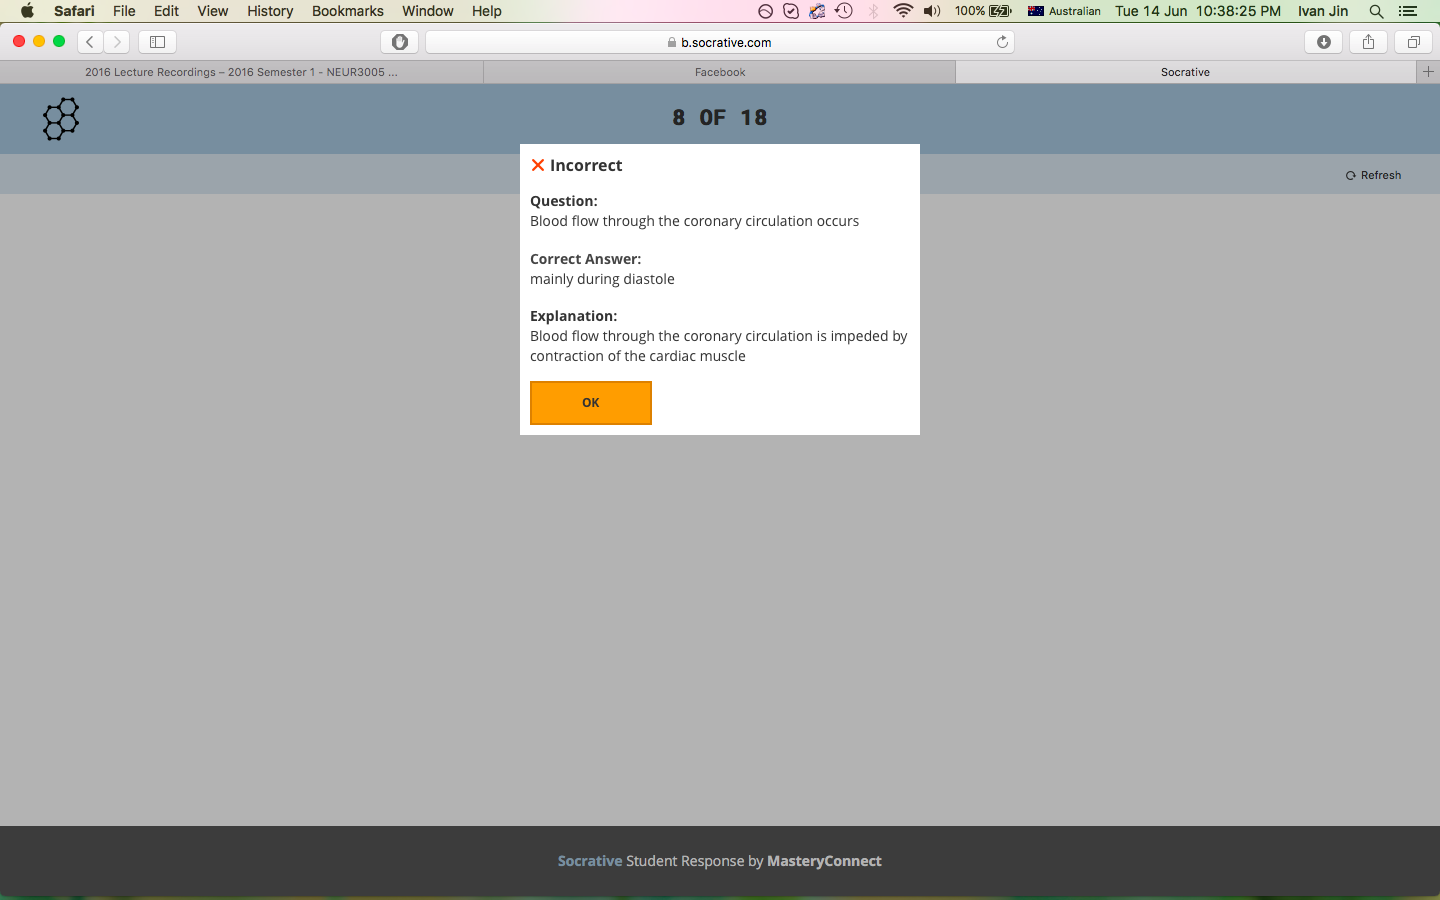 Safari File Edit View History Bookmarks Window Help 100% Australian Tue 14 Jun 10:38:25 PM Ivan Jin
b.socrative.com
2016 Lecture Recordings – 2016 Semester 1 - NEUR3005 ... Facebook Socrative
8 OF 18
Refresh
Incorrect
Question:
Blood flow through the coronary circulation occurs
Correct Answer:
mainly during diastole
Explanation:
Blood flow through the coronary circulation is impeded by
contraction of the cardiac muscle
OK
Socrative Student Response by MasteryConnect